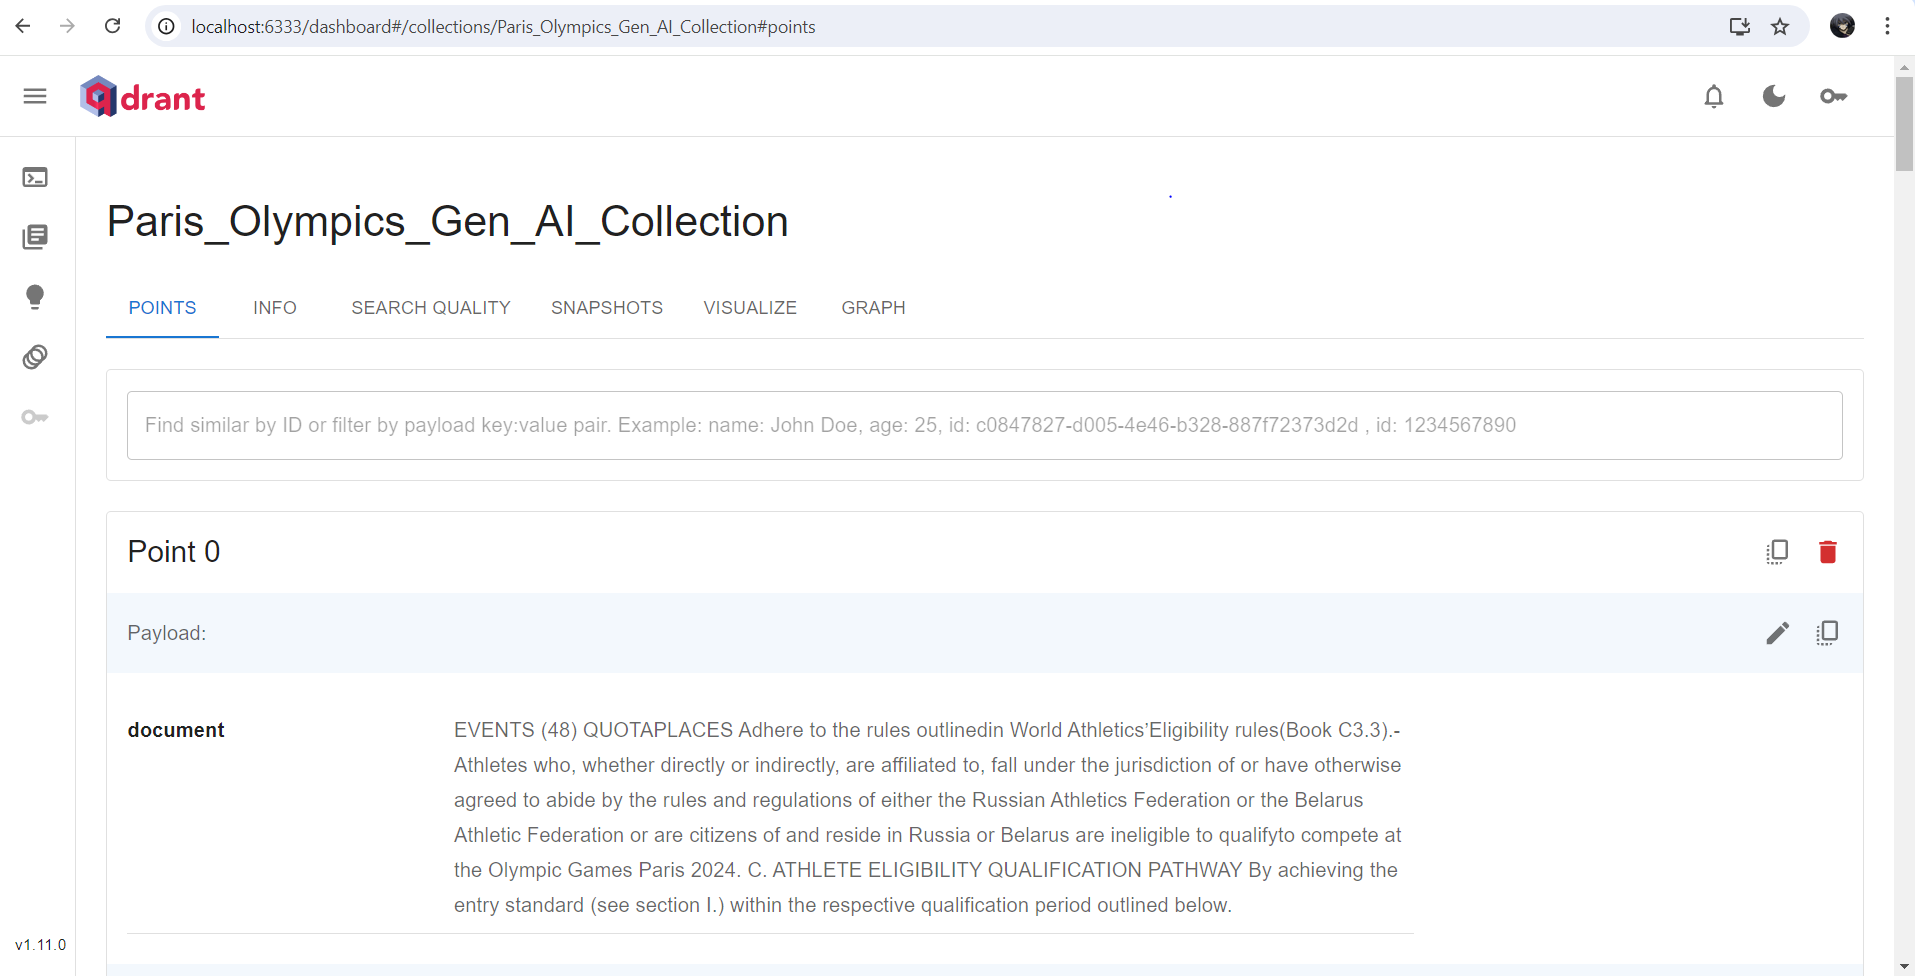 localhost:6333/dashboard#/collections/Paris_Olympics_Gen_AI_Collection#points
qdrant
Paris_Olympics_Gen_AI_Collection
POINTS INFO SEARCH QUALITY SNAPSHOTS VISUALIZE GRAPH
Find similar by ID or filter by payload key:value pair. Example: name: John Doe, age: 25, id: c0847827-d005-4e46-b328-887f72373d2d , id: 1234567890
Point 0
Payload:
document
EVENTS (48) QUOTAPLACES Adhere to the rules outlinedin World Athletics’Eligibility rules(Book C3.3).-
Athletes who, whether directly or indirectly, are affiliated to, fall under the jurisdiction of or have otherwise
agreed to abide by the rules and regulations of either the Russian Athletics Federation or the Belarus
Athletic Federation or are citizens of and reside in Russia or Belarus are ineligible to qualifyto compete at
the Olympic Games Paris 2024. C. ATHLETE ELIGIBILITY QUALIFICATION PATHWAY By achieving the
entry standard (see section I.) within the respective qualification period outlined below.
v1.11.0